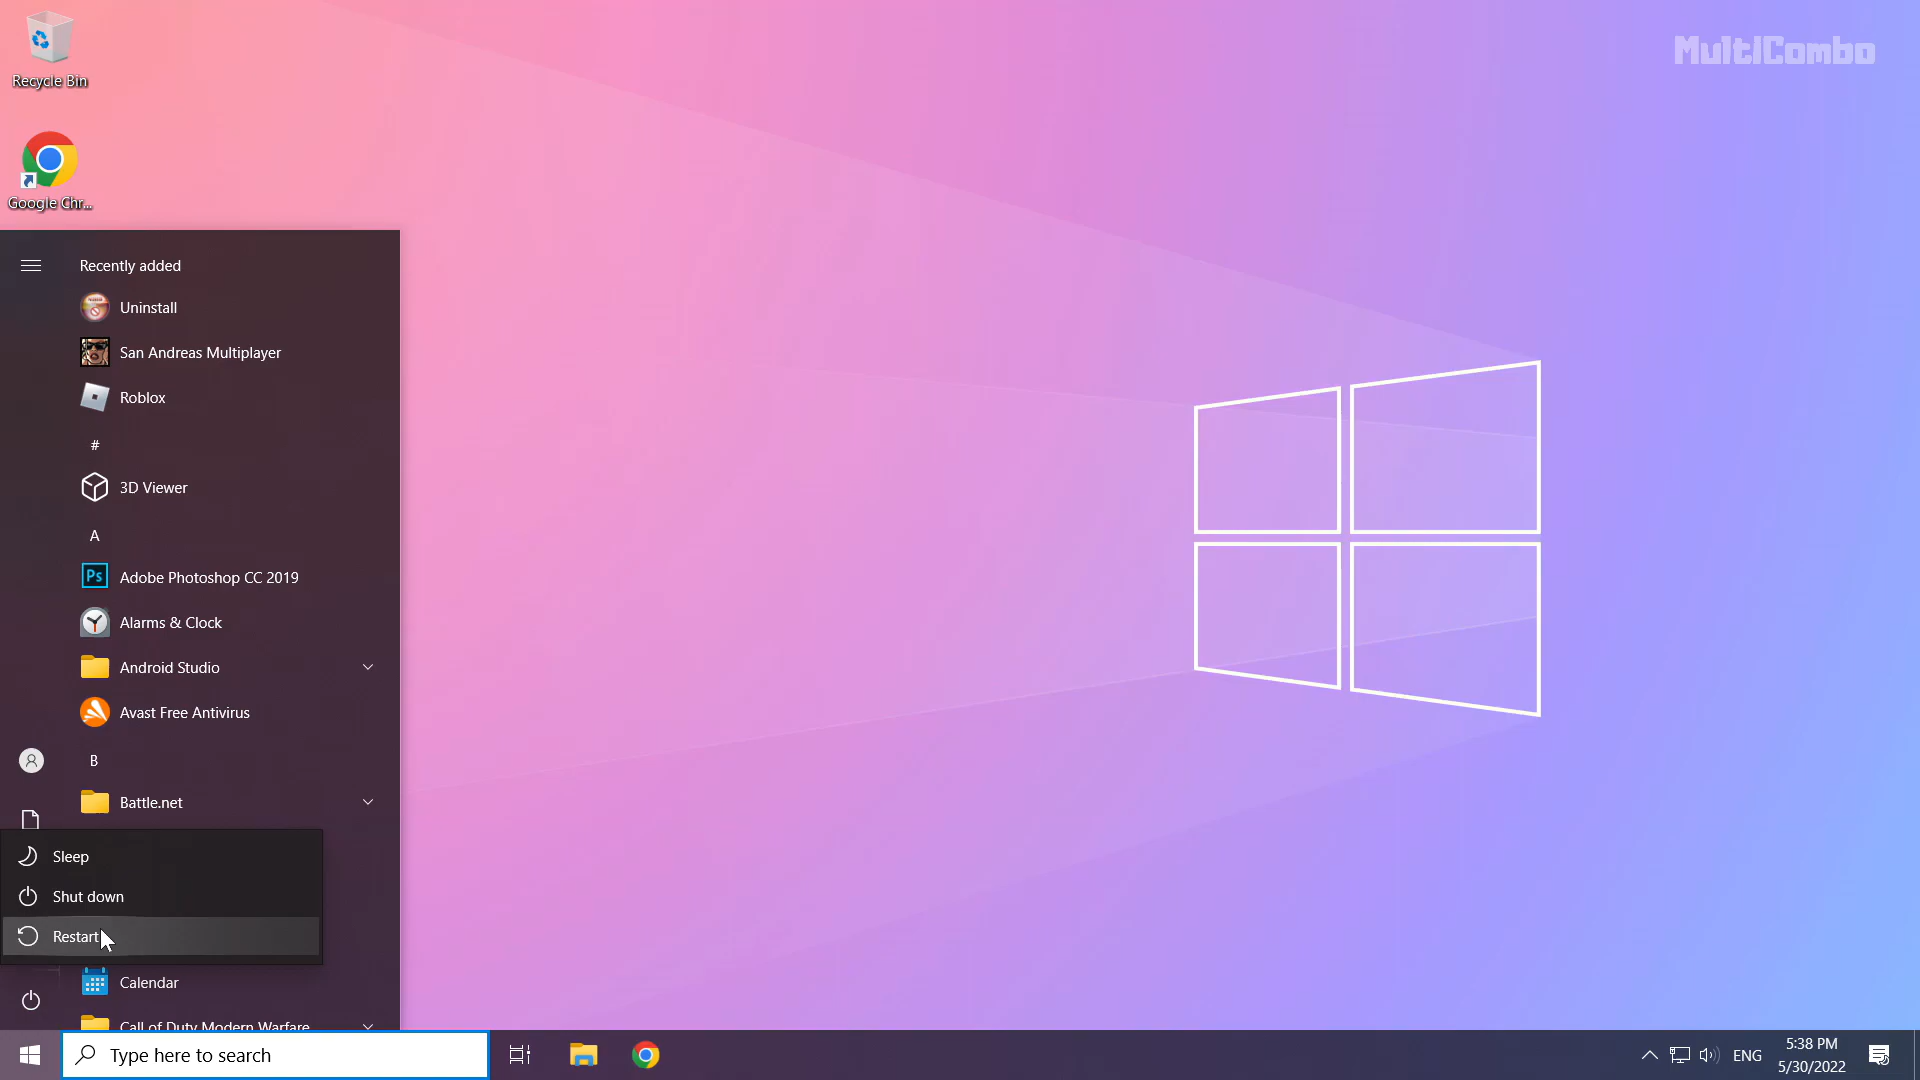 MultiCombo
Recycle Bin
Google Chr...
Recently added
Uninstall
San Andreas Multiplayer
Roblox
#
3D Viewer
A
Ps
Adobe Photoshop CC 2019
Alarms & Clock
Android Studio
Avast Free Antivirus
B
Battle.net
Sleep
Shut down
Restart
Calendar
Call of Duty Modern Warfare
Type here to search
ENG
5:38 PM
5/30/2022